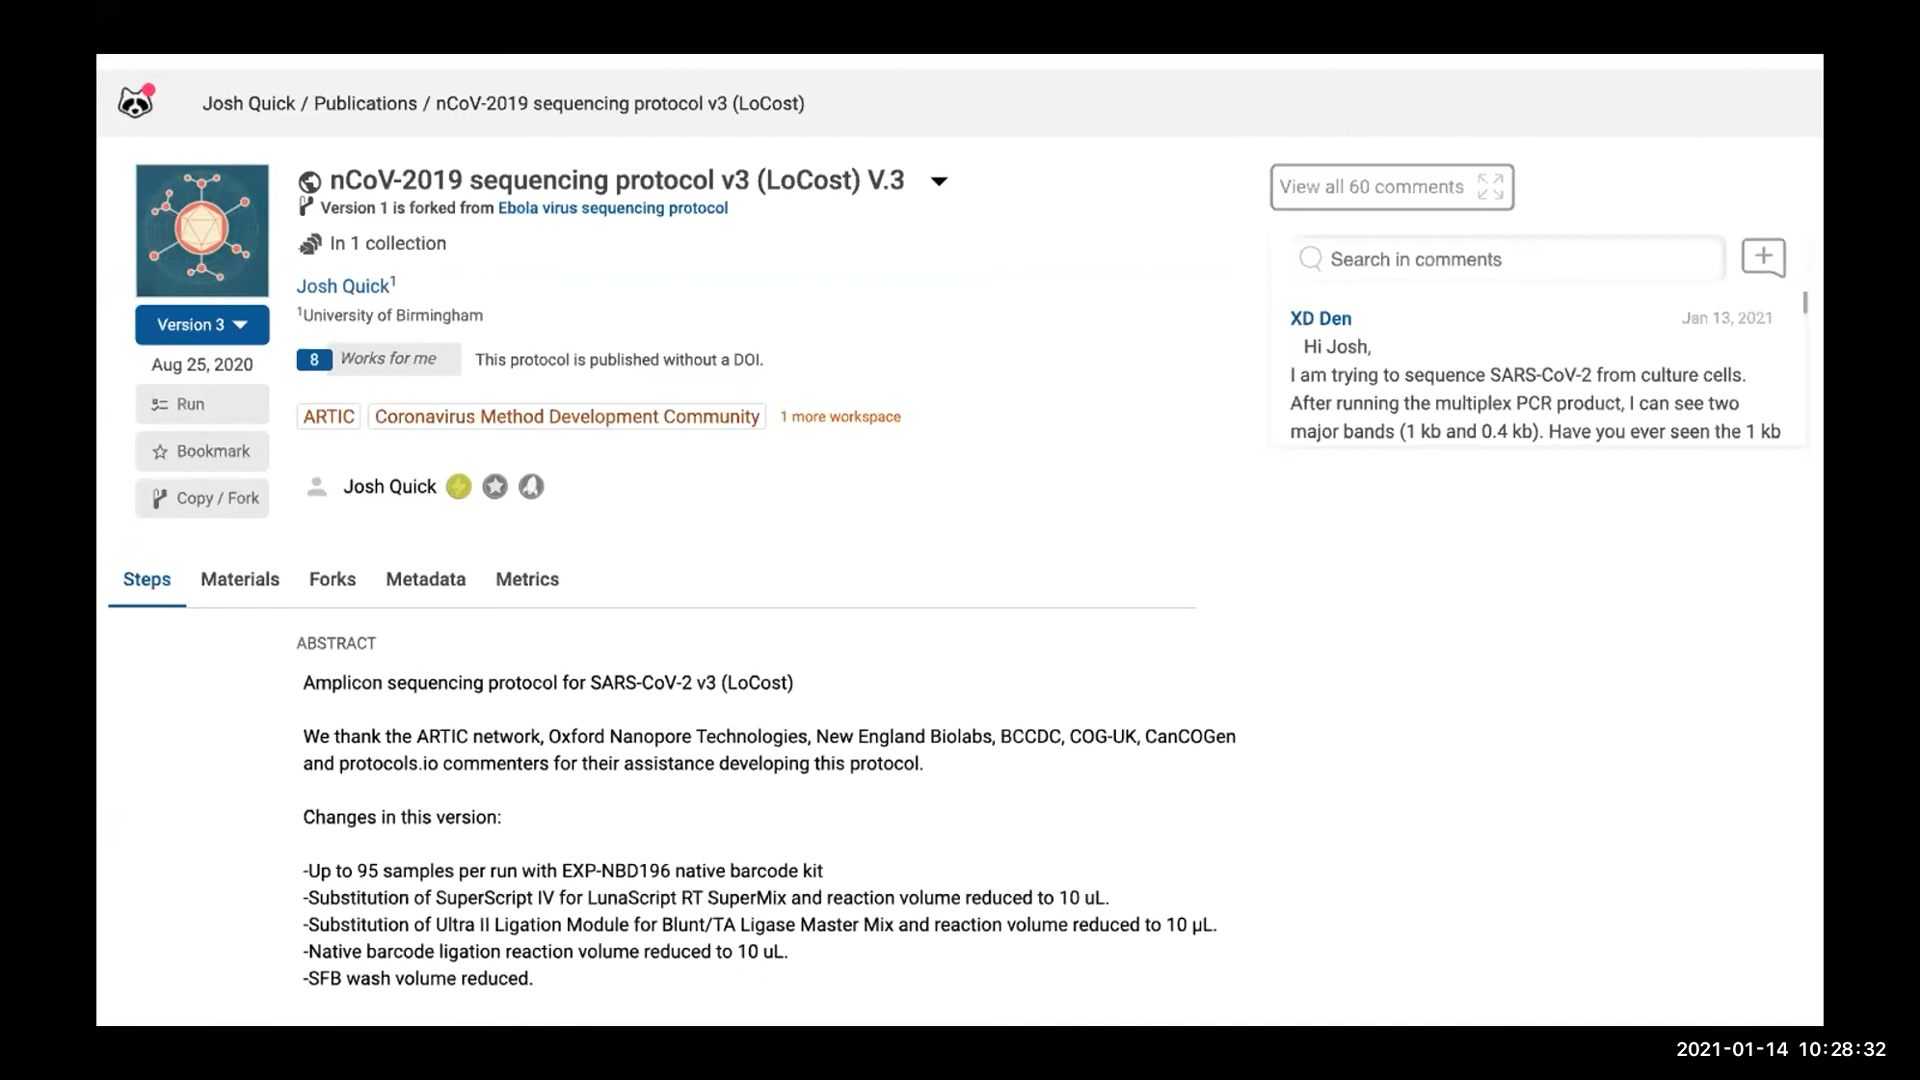 Josh Quick / Publications / nCoV-2019 sequencing protocol v3 (LoCost)
nCoV-2019 sequencing protocol v3 (LoCost) V.3
Version 1 is forked from Ebola virus sequencing protocol
In 1 collection
Josh Quick1
1University of Birmingham
Version 3
Aug 25, 2020
8 Works for me This protocol is published without a DOI.
Run
Bookmark
Copy / Fork
ARTIC Coronavirus Method Development Community 1 more workspace
Josh Quick
View all 60 comments
Search in comments
XD Den Jan 13, 2021
Hi Josh,
I am trying to sequence SARS-CoV-2 from culture cells.
After running the multiplex PCR product, I can see two
major bands (1 kb and 0.4 kb). Have you ever seen the 1 kb
Steps Materials Forks Metadata Metrics
ABSTRACT
Amplicon sequencing protocol for SARS-CoV-2 v3 (LoCost)
We thank the ARTIC network, Oxford Nanopore Technologies, New England Biolabs, BCCDC, COG-UK, CanCOGen
and protocols.io commenters for their assistance developing this protocol.
Changes in this version:
-Up to 95 samples per run with EXP-NBD196 native barcode kit
-Substitution of SuperScript IV for LunaScript RT SuperMix and reaction volume reduced to 10 uL.
-Substitution of Ultra II Ligation Module for Blunt/TA Ligase Master Mix and reaction volume reduced to 10 µL.
-Native barcode ligation reaction volume reduced to 10 uL.
-SFB wash volume reduced.
2021-01-14 10:28:32